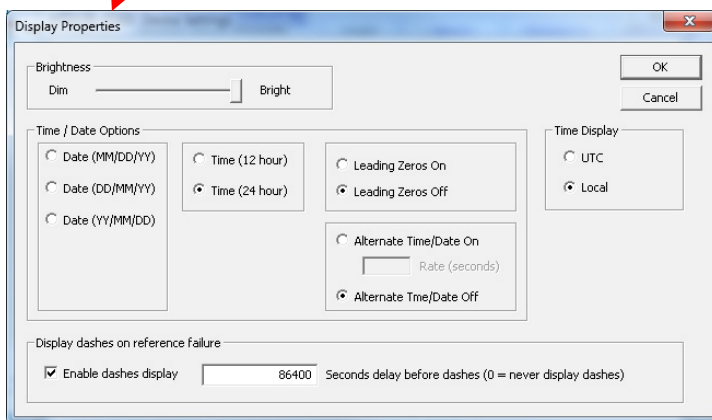 Display Properties
Brightness
Dim Bright
OK
Cancel
Time / Date Options
Date (MM/DD/YY)
Date (DD/MM/YY)
Date (YY/MM/DD)
Time (12 hour)
Time (24 hour)
Leading Zeros On
Leading Zeros Off
Alternate Time/Date On
Rate (seconds)
Alternate Tme/Date Off
Time Display
UTC
Local
Display dashes on reference failure
Enable dashes display 86400 Seconds delay before dashes (0 = never display dashes)